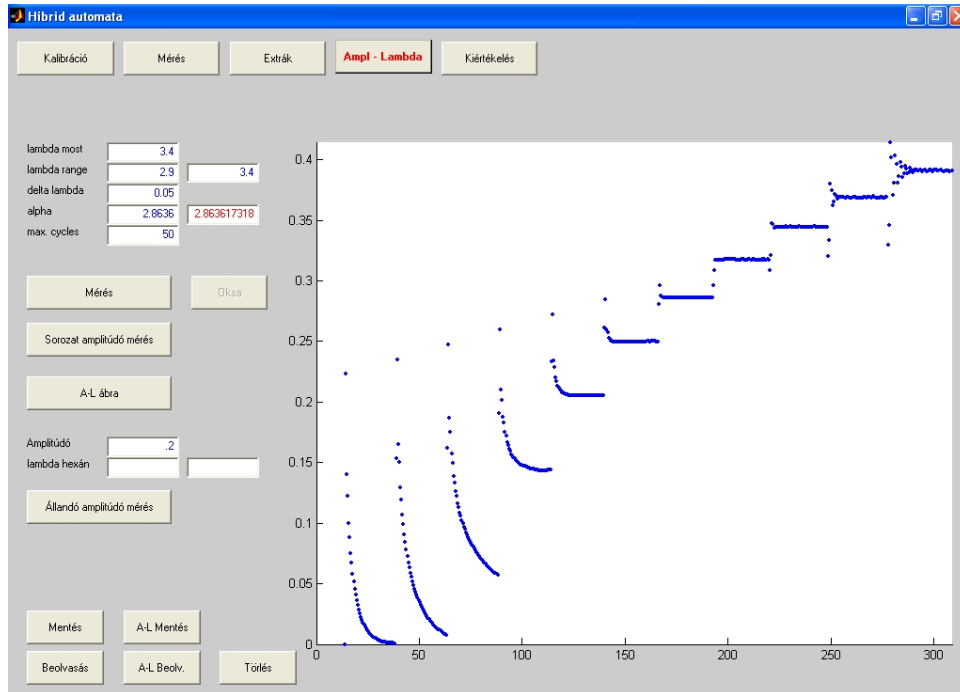 Hibrid automata
Kalibráció Mérés Extrák Ampl - Lambda Kiértékelés
lambda most 3.4
lambda range 2.9 3.4
delta lambda 0.05
alpha 2.8636 2.863617318
max. cycles 50
Mérés Oksa
Sorozat amplitúdó mérés
A-L ábra
Amplitúdó .2
lambda hexán
Állandó amplitúdó mérés
Mentés A-L Mentés
Beolvasás A-L Beolv. Törlés
0.4
0.35
0.3
0.25
0.2
0.15
0.1
0.05
0
0 50 100 150 200 250 300